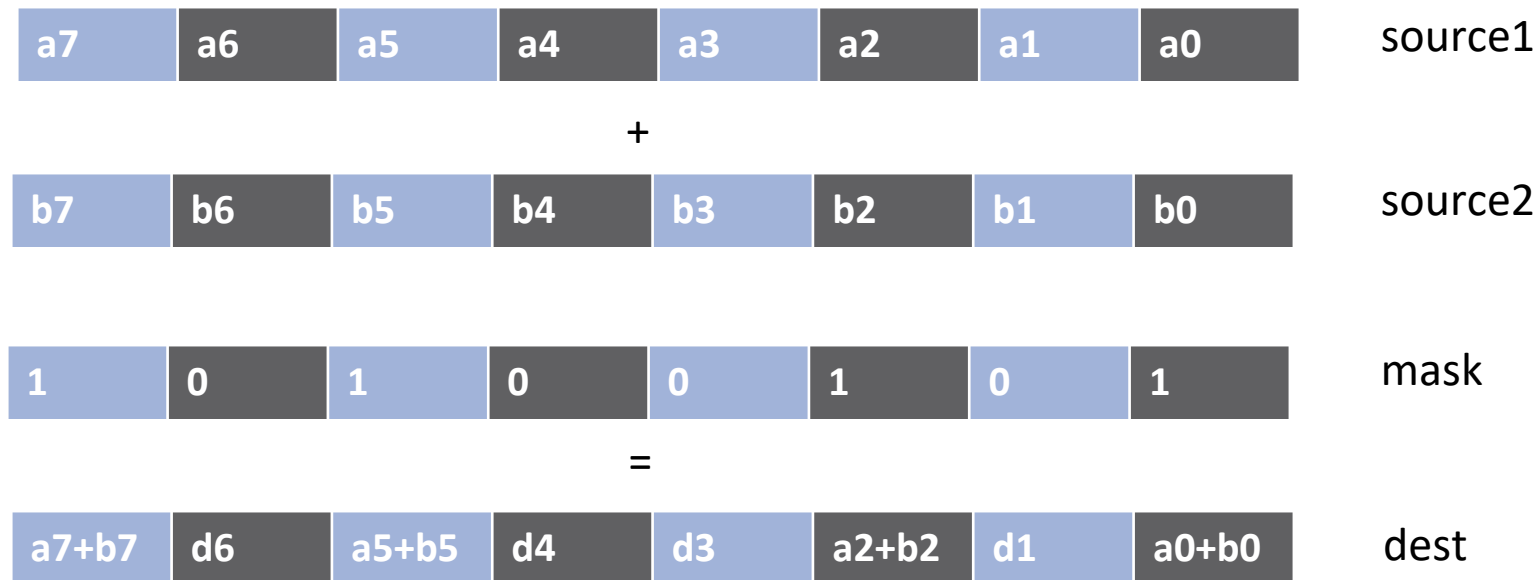 a7 a6 a5 a4 a3 a2 a1 a0 source1
+
b7 b6 b5 b4 b3 b2 b1 b0 source2
1 0 1 0 0 1 0 1 mask
=
a7+b7 d6 a5+b5 d4 d3 a2+b2 d1 a0+b0 dest